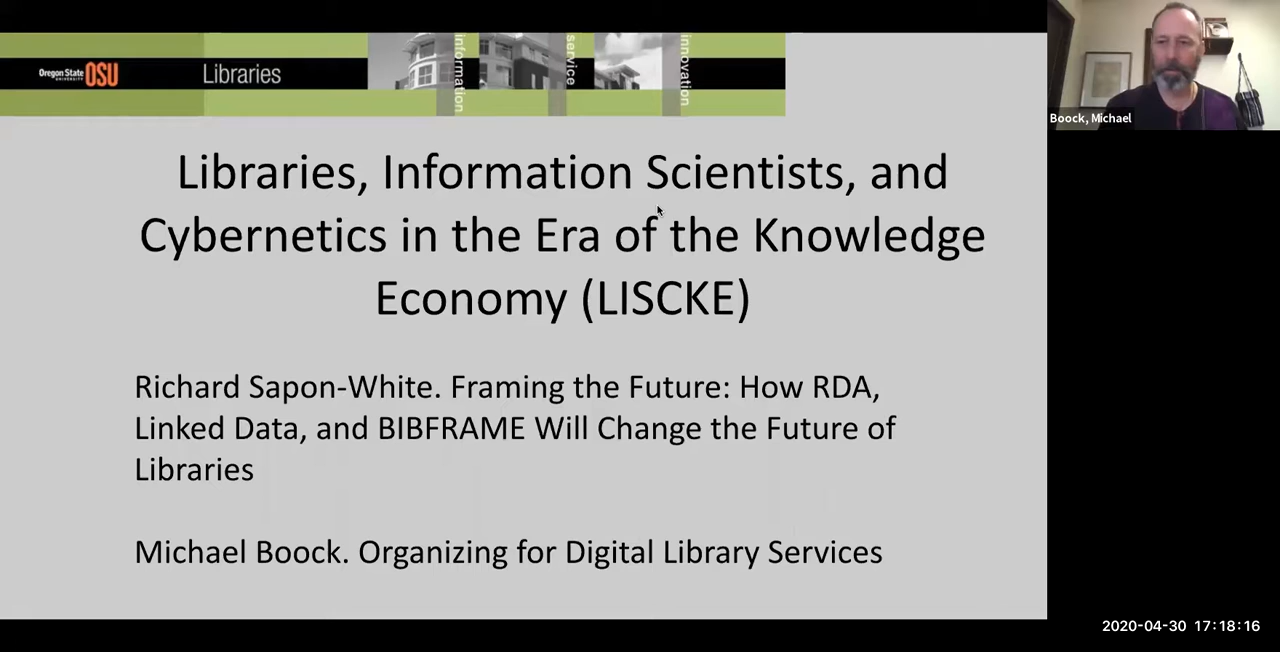 Oregon State
UNIVERSITY
OSU
Libraries
information
service
innovation
Boock, Michael
Libraries, Information Scientists, and
Cybernetics in the Era of the Knowledge
Economy (LISCKE)
Richard Sapon-White. Framing the Future: How RDA,
Linked Data, and BIBFRAME Will Change the Future of
Libraries
Michael Boock. Organizing for Digital Library Services
2020-04-30 17:18:16